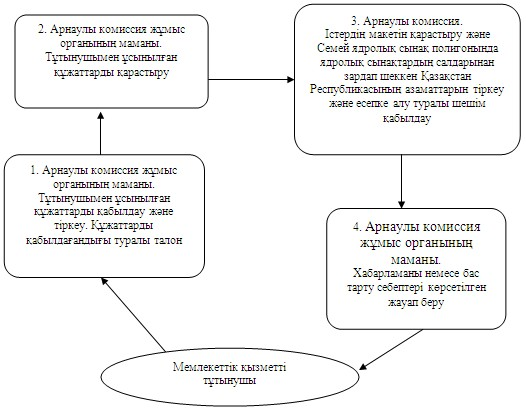 1. Арнаулы комиссия жұмыс
органының маманы.
Тұтынушымен ұсынылған
құжаттарды қабылдау және
тіркеу. Құжаттарды
қабылдағандығы туралы талон
2. Арнаулы комиссия жұмыс
органының маманы.
Тұтынушымен ұсынылған
құжаттарды қарастыру
3. Арнаулы комиссия.
Істердің макетін қарастыру және
Семей ядролық сынақ полигонында
ядролық сынақтардын салдарынан
зардап шеккен Қазақстан
Республикасының азаматтарын тіркеу
және есепке алу туралы шешім
қабылдау
4. Арнаулы комиссия
жұмыс органының
маманы.
Хабарламаны немесе бас
тарту себептері көрсетілген
жауап беру
Мемлекеттік қызметті
тұтынушы